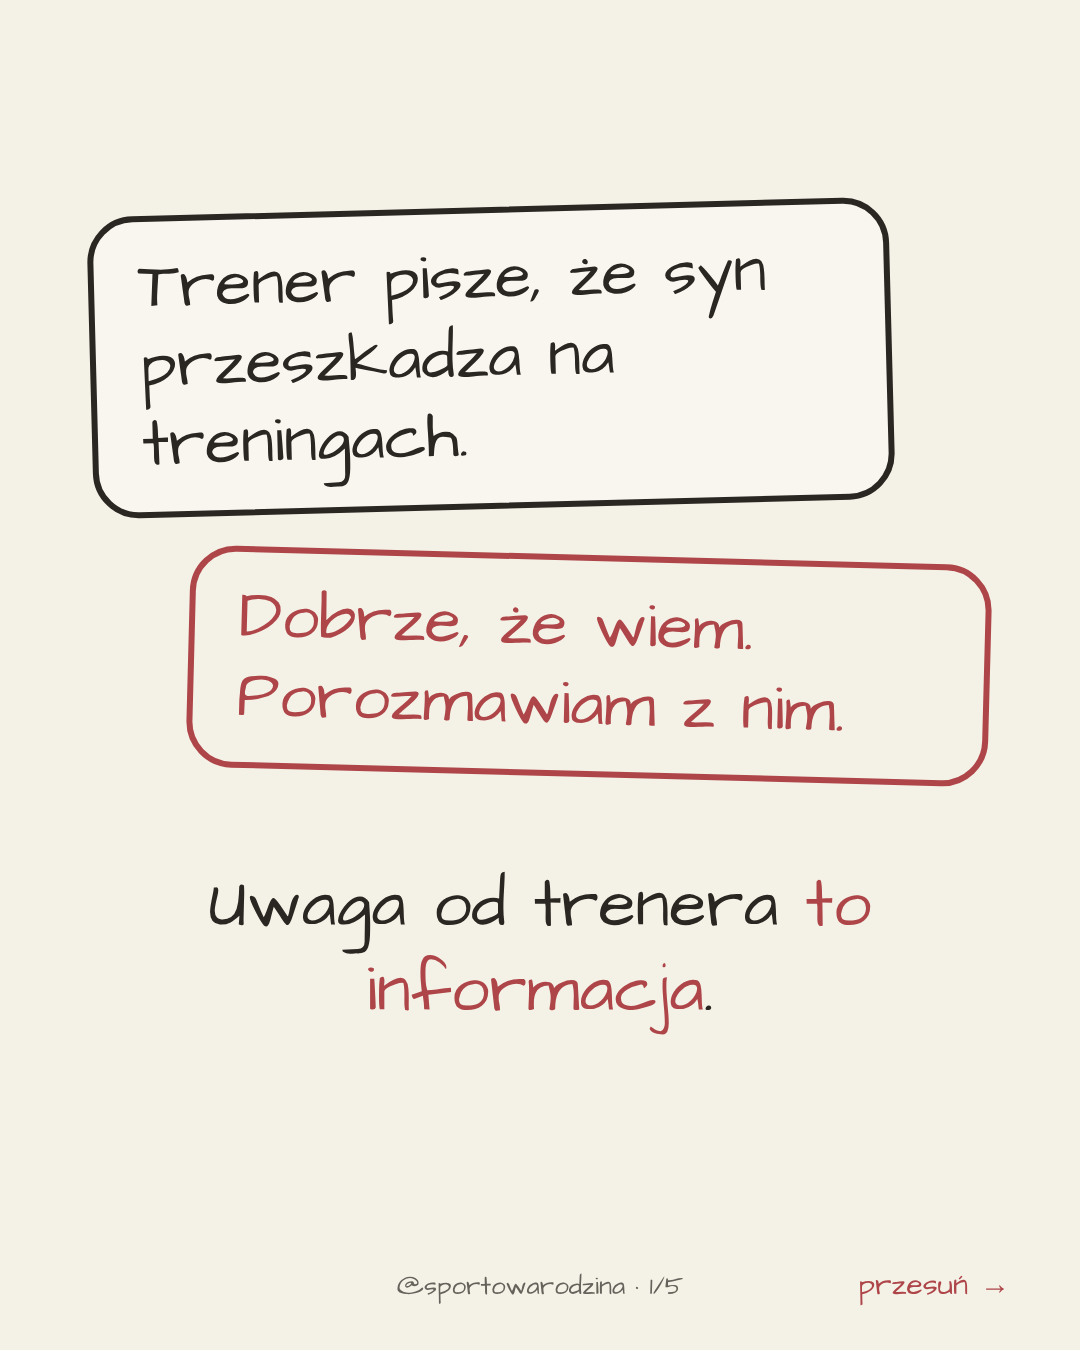 Trener pisze, że syn
przeszkadza na
treningach.
Dobrze, że wiem.
Porozmawiam z nim.
Uwaga od trenera to
informacja.
@sportowarodzina · 1/5
przesuń →